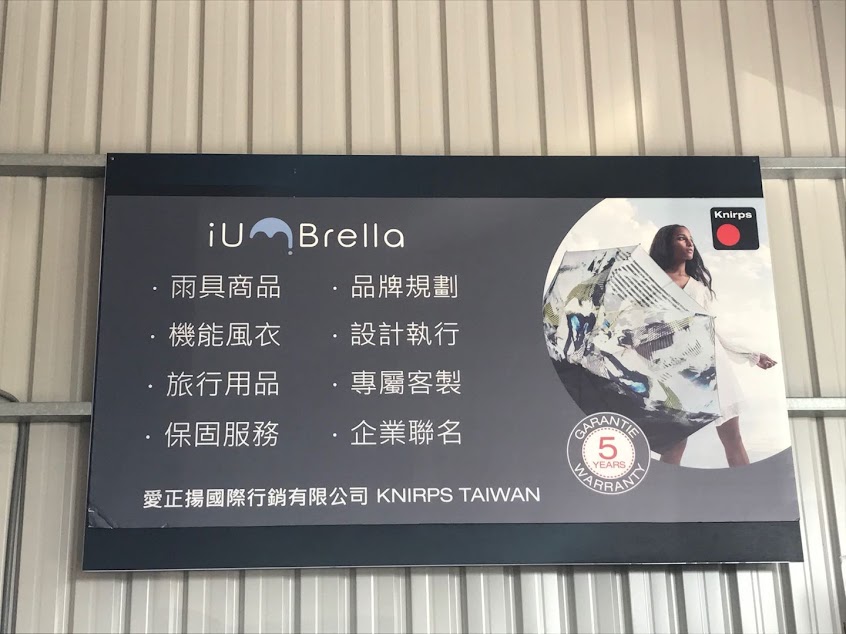 iUmBrella
· 雨具商品
· 機能風衣
· 旅行用品
· 保固服務
· 品牌規劃
· 設計執行
· 專屬客製
· 企業聯名
愛正揚國際行銷有限公司 KNIRPS TAIWAN
Knirps
GARANTIE
5
YEARS
WARRANTY